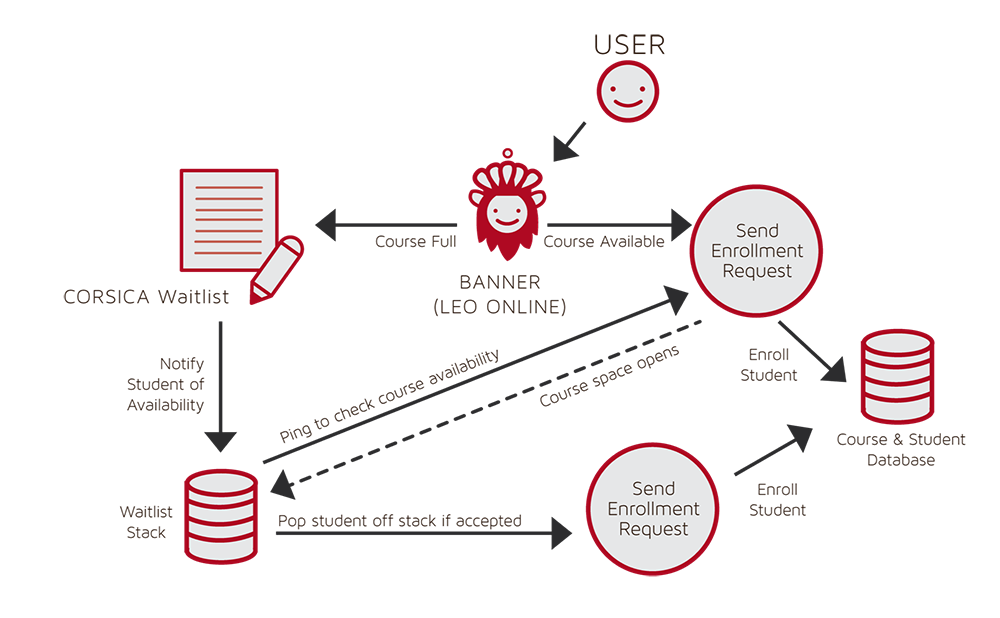 USER
Course Full
Course Available
Send
Enrollment
Request
BANNER
(LEO ONLINE)
CORSICA Waitlist
Notify
Student of
Availability
Ping to check course availability
Course space opens
Enroll
Student
Course & Student
Database
Waitlist
Stack
Pop student off stack if accepted
Send
Enrollment
Request
Enroll
Student